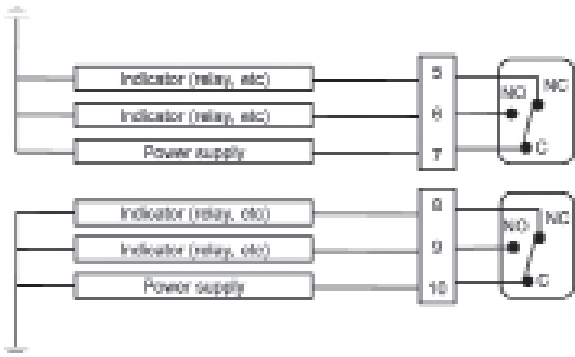 Indicator (relay, etc)
5
NC
NO
Indicator (relay, etc)
6
Power supply
7
C
Indicator (relay, etc)
8
NC
NO
Indicator (relay, etc)
9
Power supply
10
C